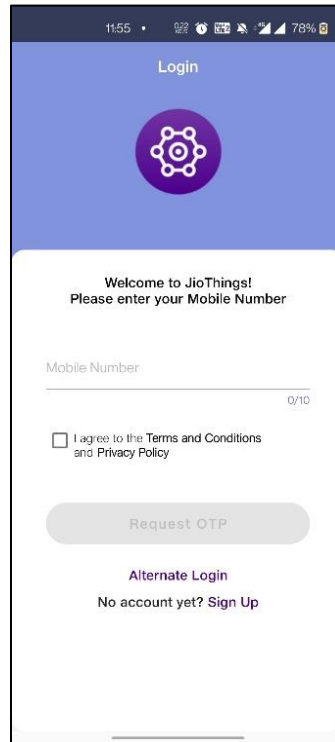 11:55 • 78%
Login
Welcome to JioThings!
Please enter your Mobile Number
Mobile Number
0/10
I agree to the Terms and Conditions
and Privacy Policy
Request OTP
Alternate Login
No account yet? Sign Up